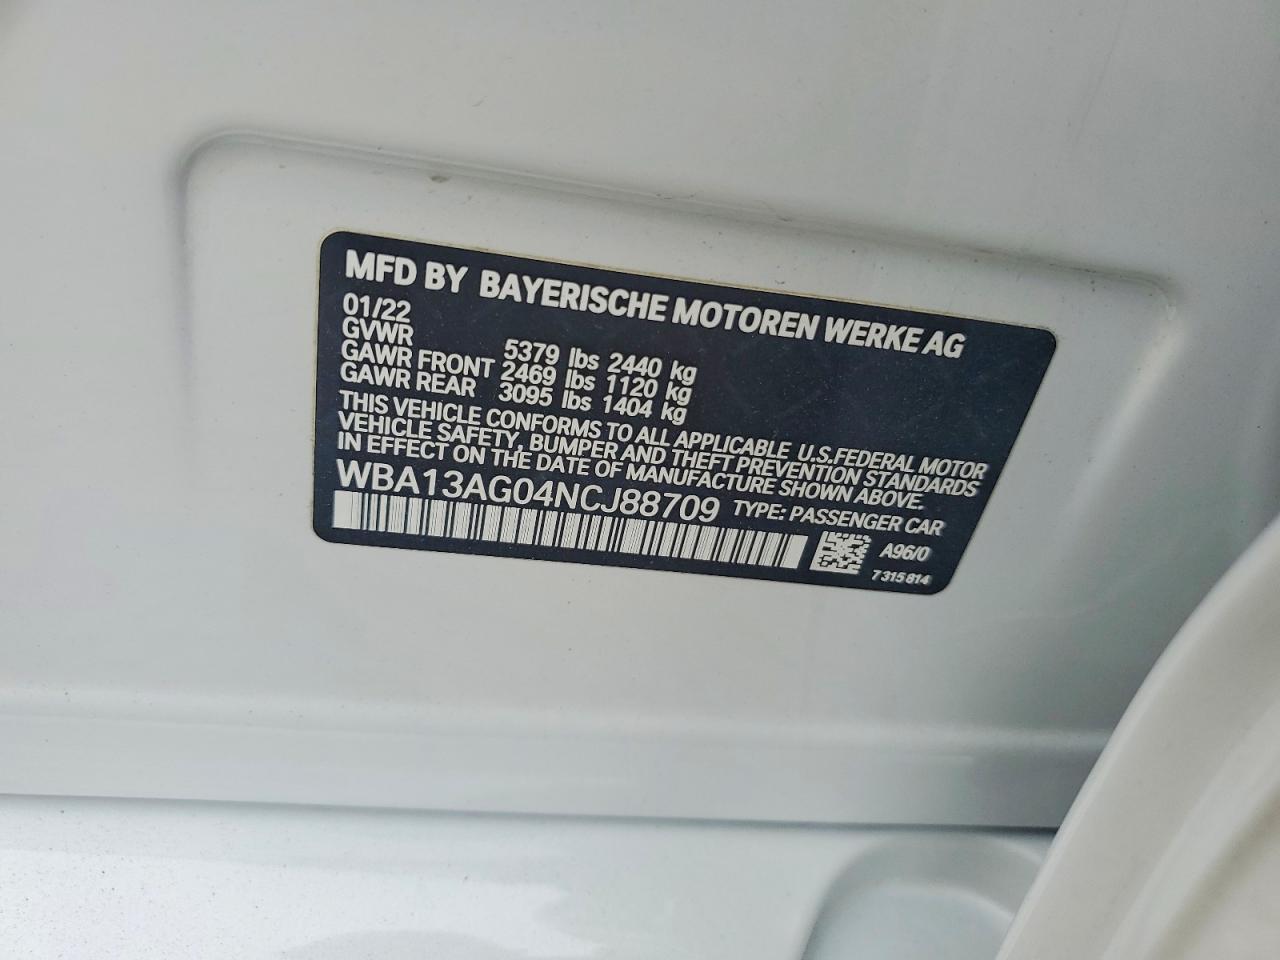 MFD BY BAYERISCHE MOTOREN WERKE AG
01/22
GVWR 5379 lbs 2440 kg
GAWR FRONT 2469 lbs 1120 kg
GAWR REAR 3095 lbs 1404 kg
THIS VEHICLE CONFORMS TO ALL APPLICABLE U.S.FEDERAL MOTOR
VEHICLE SAFETY, BUMPER AND THEFT PREVENTION STANDARDS
IN EFFECT ON THE DATE OF MANUFACTURE SHOWN ABOVE.
WBA13AG04NCJ88709 TYPE: PASSENGER CAR
A96/0
7 315 814